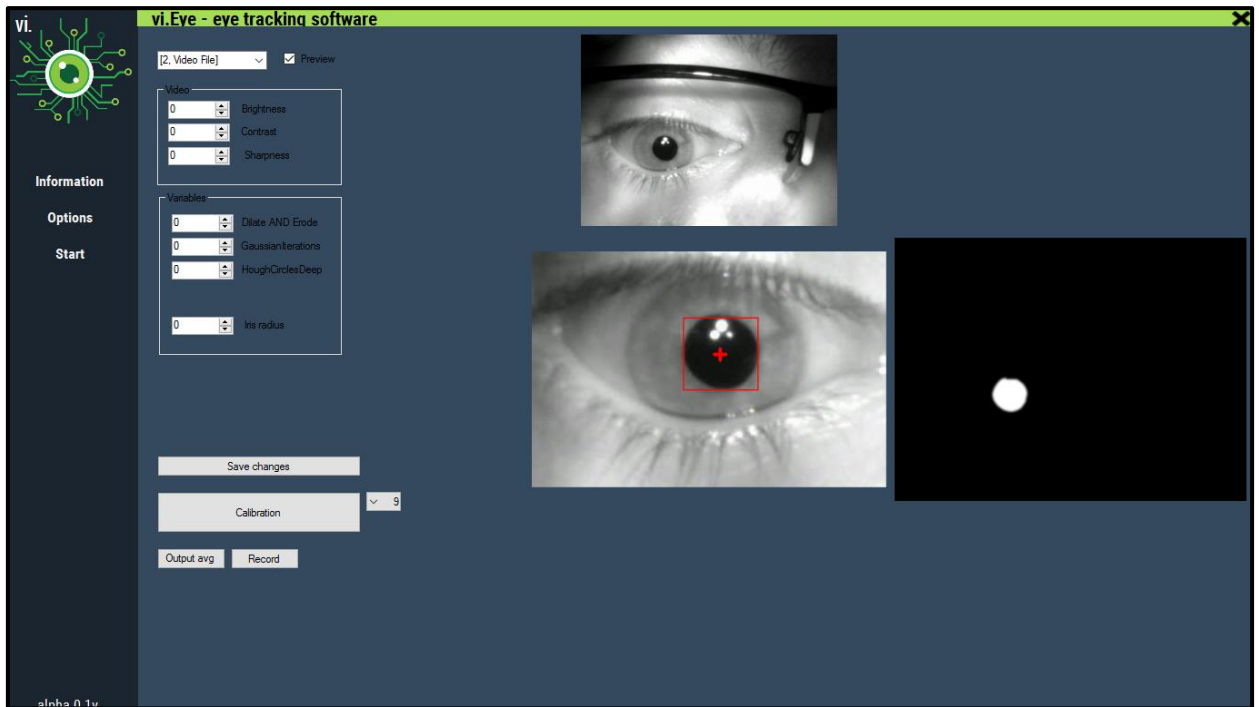 vi.
vi.Eye - eye tracking software
[2, Video File]
Preview
Video
0 Brightness
0 Contrast
0 Sharpness
Information
Options
Start
Variables
0 Dilate AND Erode
0 GaussianIterations
0 HoughCirclesDeep
0 Iris radius
Save changes
Calibration
9
Output avg Record
alpha 0.1v